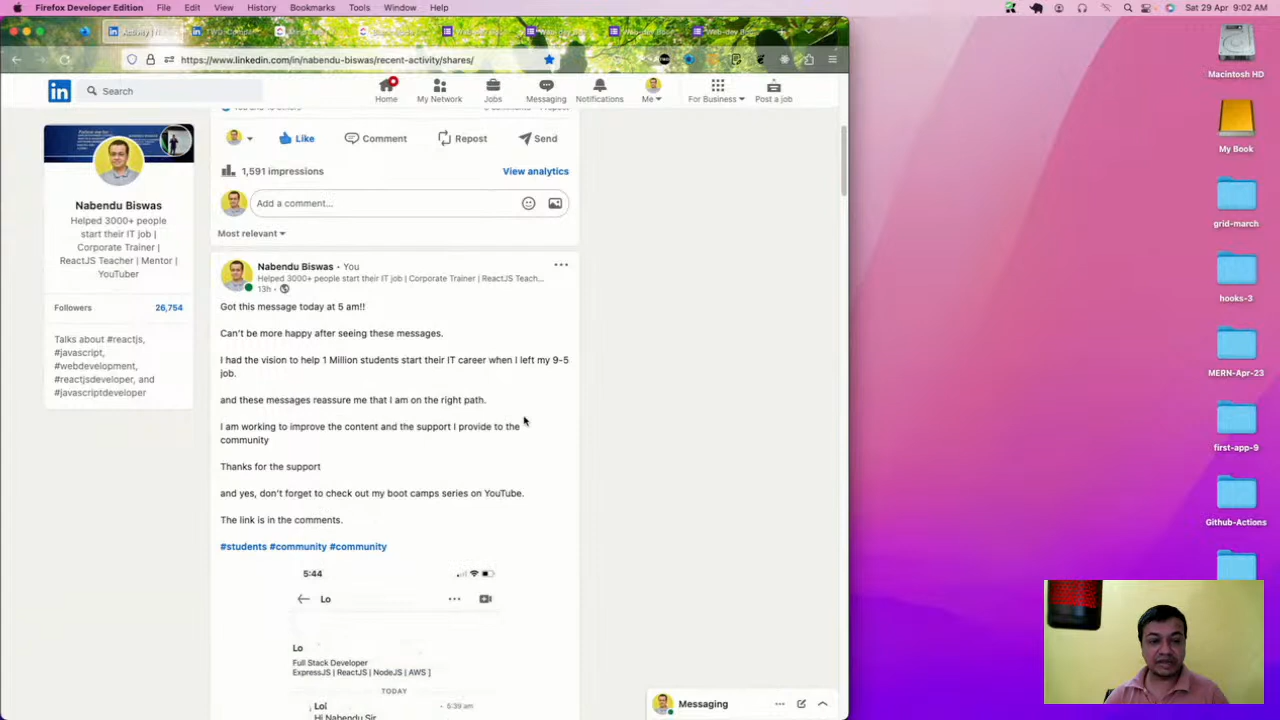 Firefox Developer Edition File Edit View History Bookmarks Tools Window Help
Sat 29 Apr 9:02 AM
https://www.linkedin.com/in/nabendu-biswas/recent-activity/shares/
in
Search
Home
My Network
Jobs
Messaging
Notifications
Me
For Business
Post a job
Nabendu Biswas
Helped 3000+ people
start their IT job |
Corporate Trainer |
ReactJS Teacher | Mentor |
YouTuber
Followers 26,754
Talks about #reactjs,
#javascript,
#webdevelopment,
#reactjsdeveloper, and
#javascriptdeveloper
Like Comment Repost Send
1,591 impressions View analytics
Add a comment...
Most relevant
Nabendu Biswas • You
Helped 3000+ people start their IT job | Corporate Trainer | ReactJS Teach...
13h •
Got this message today at 5 am!!
Can't be more happy after seeing these messages.
I had the vision to help 1 Million students start their IT career when I left my 9-5
job.
and these messages reassure me that I am on the right path.
I am working to improve the content and the support I provide to the
community
Thanks for the support
and yes, don't forget to check out my boot camps series on YouTube.
The link is in the comments.
#students #community #community
5:44
Lo
Lo
Full Stack Developer
ExpressJS | ReactJS | NodeJS | AWS ]
TODAY
Lo 5:39 am
Hi Nabendu Sir
Messaging
Macintosh HD
My Book
grid-march
hooks-3
MERN-Apr-23
first-app-9
Github-Actions